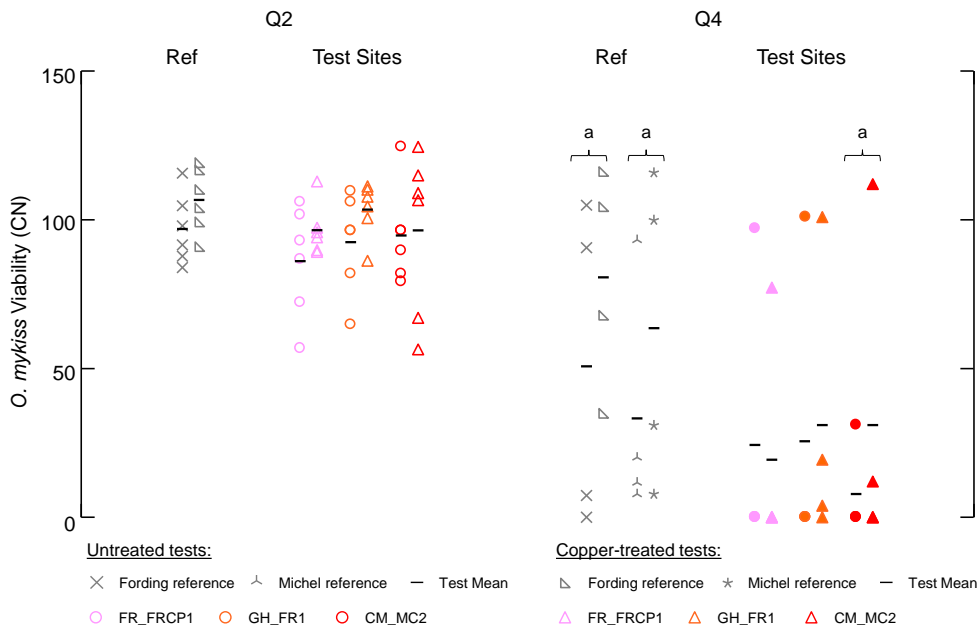 Q2 Q4
Ref Test Sites Ref Test Sites
150
a a a
100
50
0
O. mykiss Viability (CN)
Untreated tests: Copper-treated tests:
Fording reference Michel reference Test Mean Fording reference Michel reference Test Mean
FR_FRCP1 GH_FR1 CM_MC2 FR_FRCP1 GH_FR1 CM_MC2